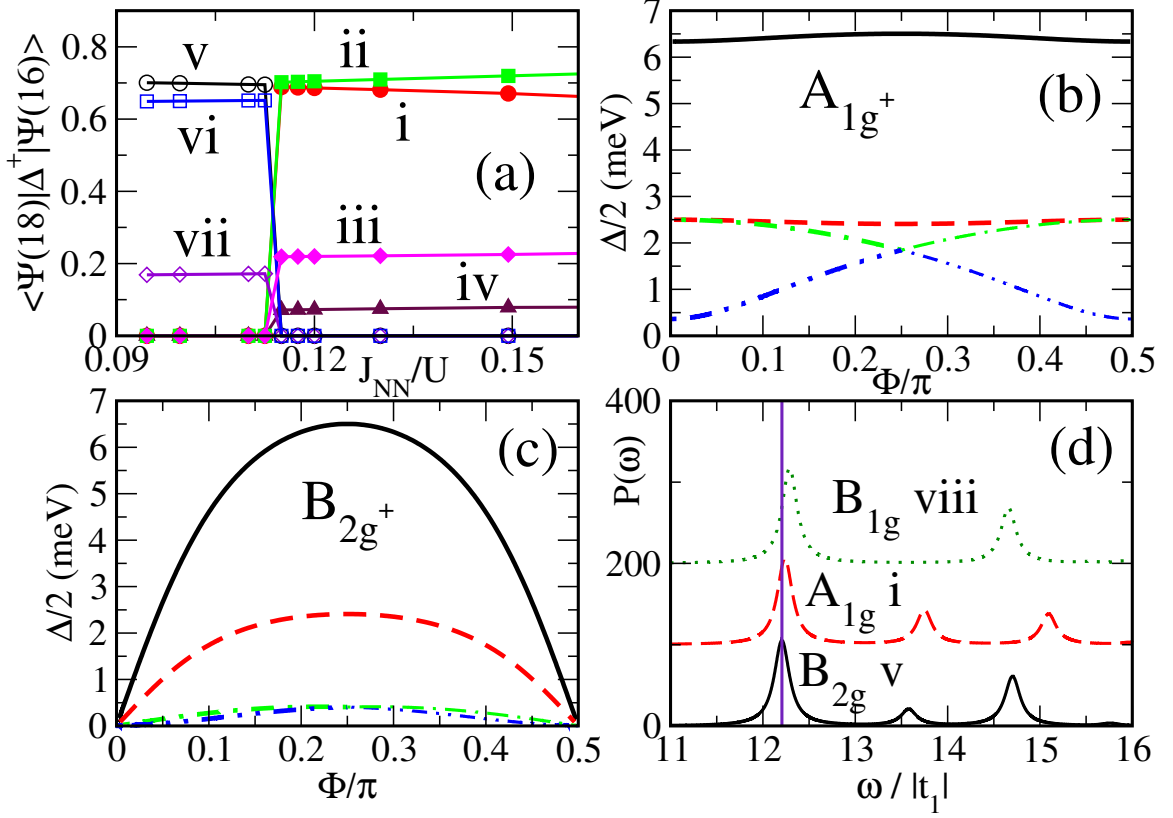 <Ψ(18)|Δ⁺|Ψ(16)>
0.8
0.6
0.4
0.2
0
v
vi
vii
ii
i
iii
iv
(a)
0.09 0.12 0.15
J_NN/U
Δ/2 (meV)
7
6
5
4
3
2
1
0
A_1g⁺
(b)
0 0.1 0.2 0.3 0.4 0.5
Φ/π
Δ/2 (meV)
7
6
5
4
3
2
1
0
B_2g⁺
(c)
0 0.1 0.2 0.3 0.4 0.5
Φ/π
P(ω)
400
200
0
(d)
B_1g viii
A_1g i
B_2g v
11 12 13 14 15 16
ω / |t_1|